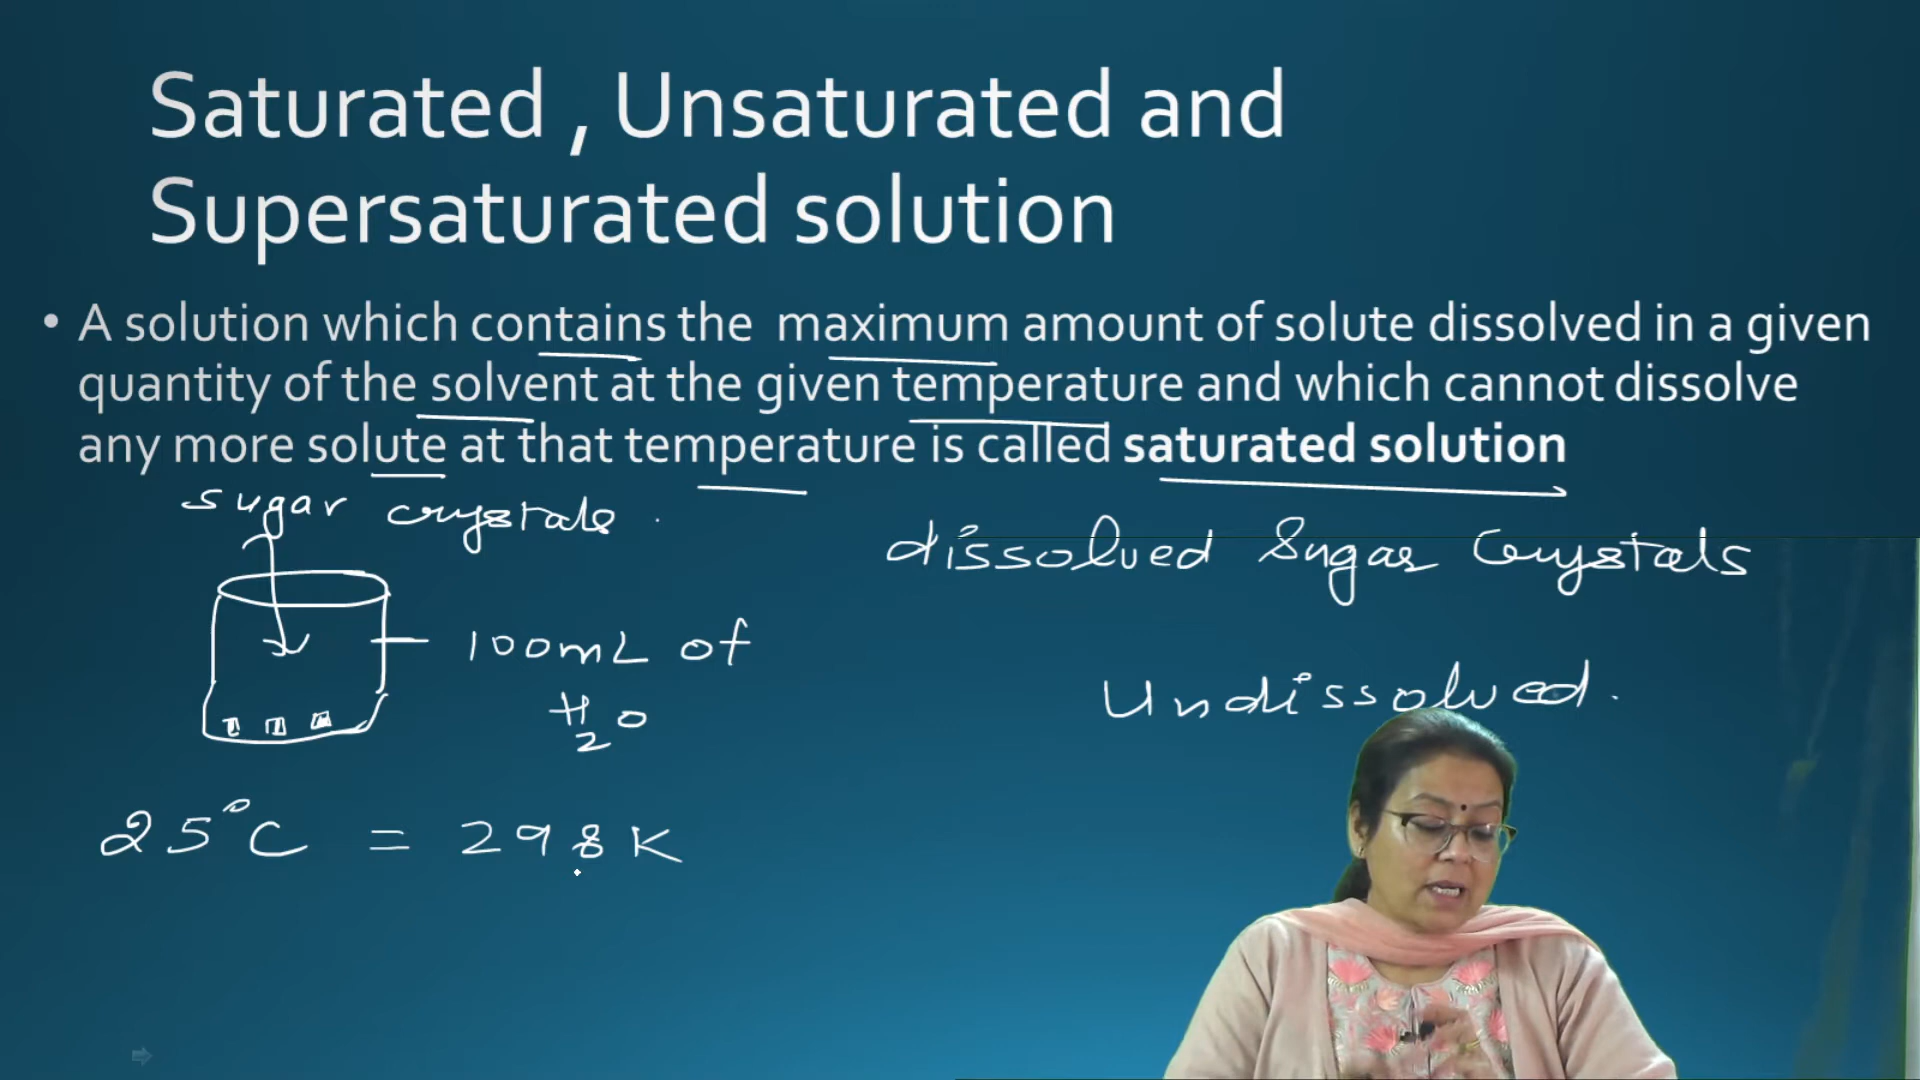 Saturated , Unsaturated and
Supersaturated solution
• A solution which contains the maximum amount of solute dissolved in a given
quantity of the solvent at the given temperature and which cannot dissolve
any more solute at that temperature is called saturated solution
sugar crystals.
dissolved Sugar Crystals
100mL of
H2O
Undissolved.
25°C = 298K